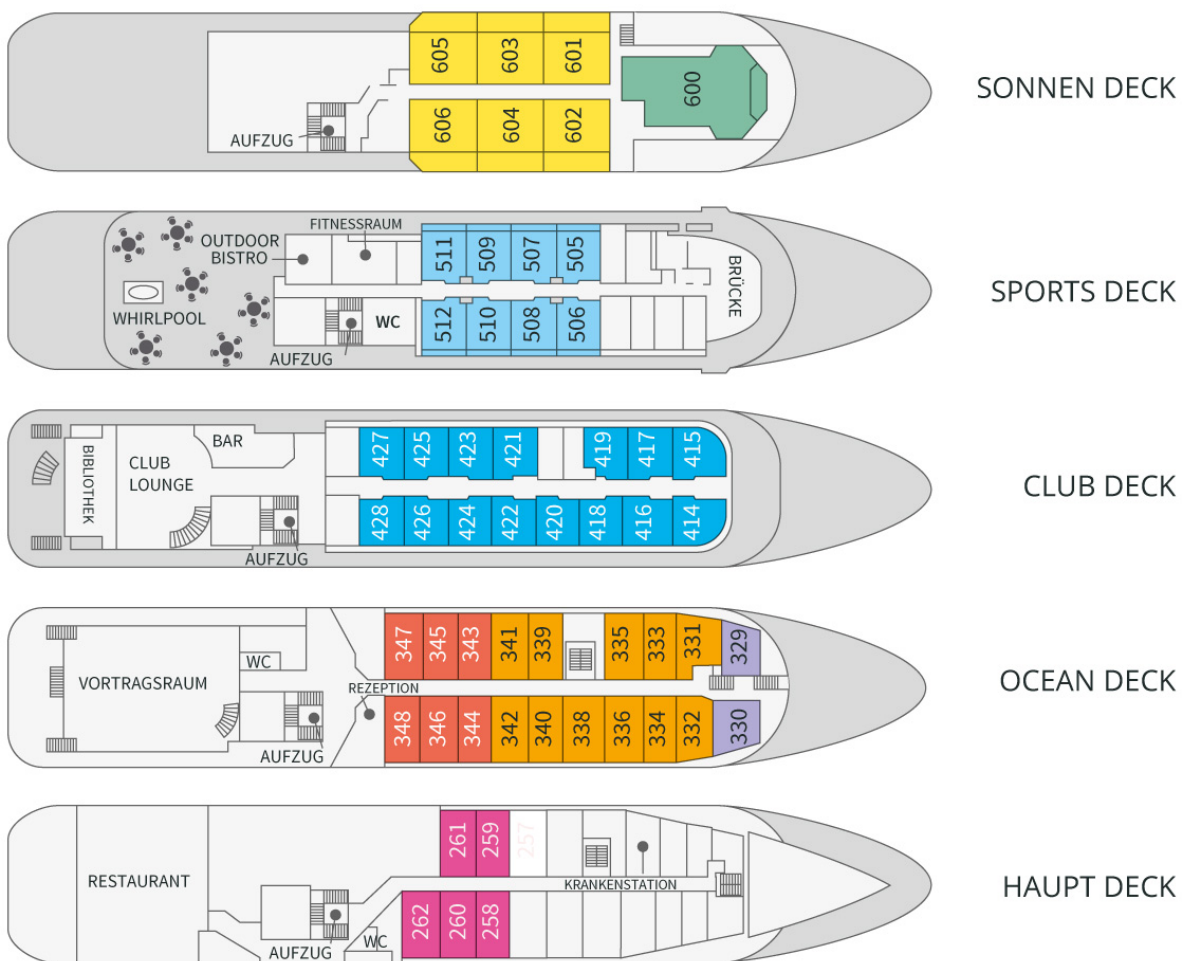 605
603
601
600
606
604
602
AUFZUG
SONNEN DECK
FITNESSRAUM
OUTDOOR
BISTRO
511
509
507
505
BRÜCKE
WHIRLPOOL
WC
512
510
508
506
AUFZUG
SPORTS DECK
BAR
BIBLIOTHEK
CLUB
LOUNGE
427
425
423
421
419
417
415
428
426
424
422
420
418
416
414
AUFZUG
CLUB DECK
347
345
343
341
339
335
333
331
329
WC
VORTRAGSRAUM
REZEPTION
348
346
344
342
340
338
336
334
332
330
AUFZUG
OCEAN DECK
261
259
257
RESTAURANT
KRANKENSTATION
262
260
258
WC
AUFZUG
HAUPT DECK